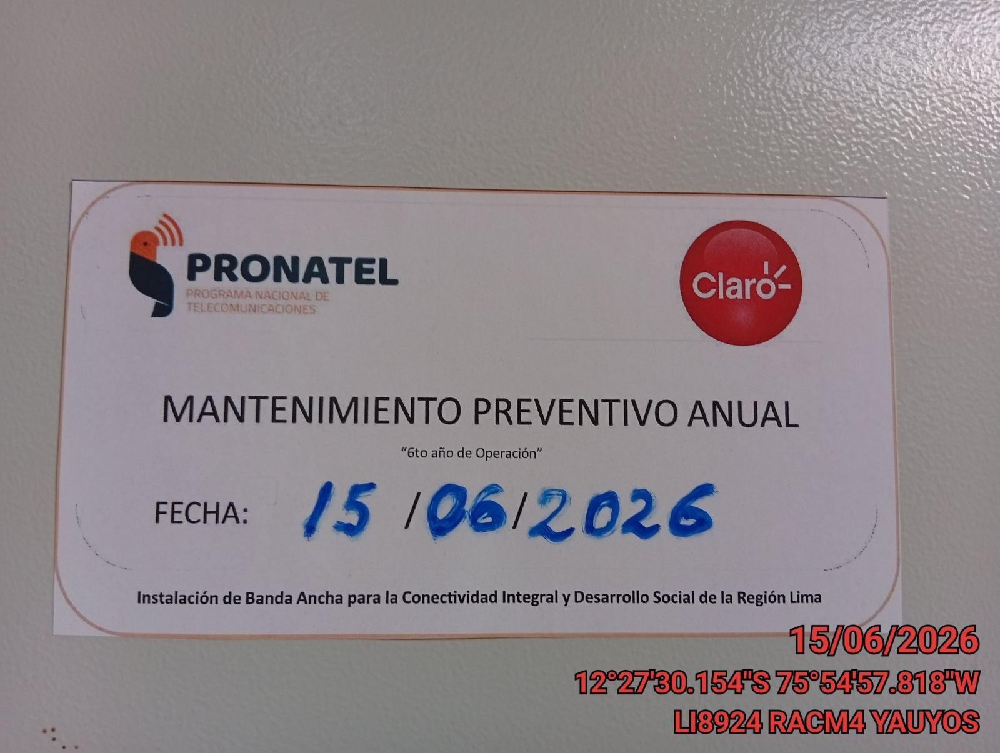 PRONATEL
PROGRAMA NACIONAL DE
TELECOMUNICACIONES
Claro
MANTENIMIENTO PREVENTIVO ANUAL
“6to año de Operación”
FECHA: 15 /06/2026
Instalación de Banda Ancha para la Conectividad Integral y Desarrollo Social de la Región Lima
15/06/2026
12°27'30.154"S 75°54'57.818"W
LI8924 RACM4 YAUYOS